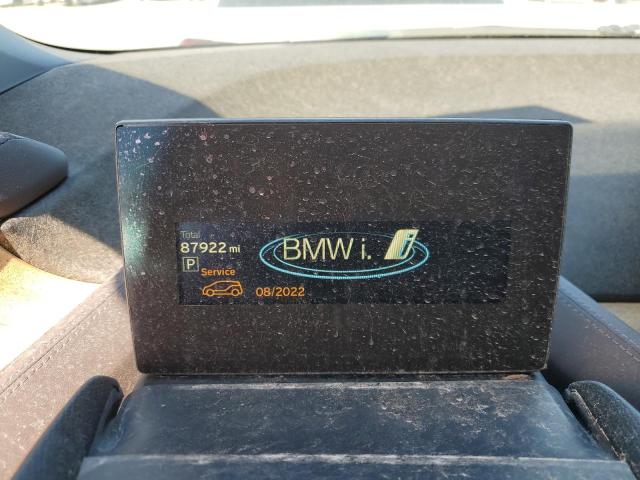 Total
87922 mi
BMW i. i
P
Service
08/2022